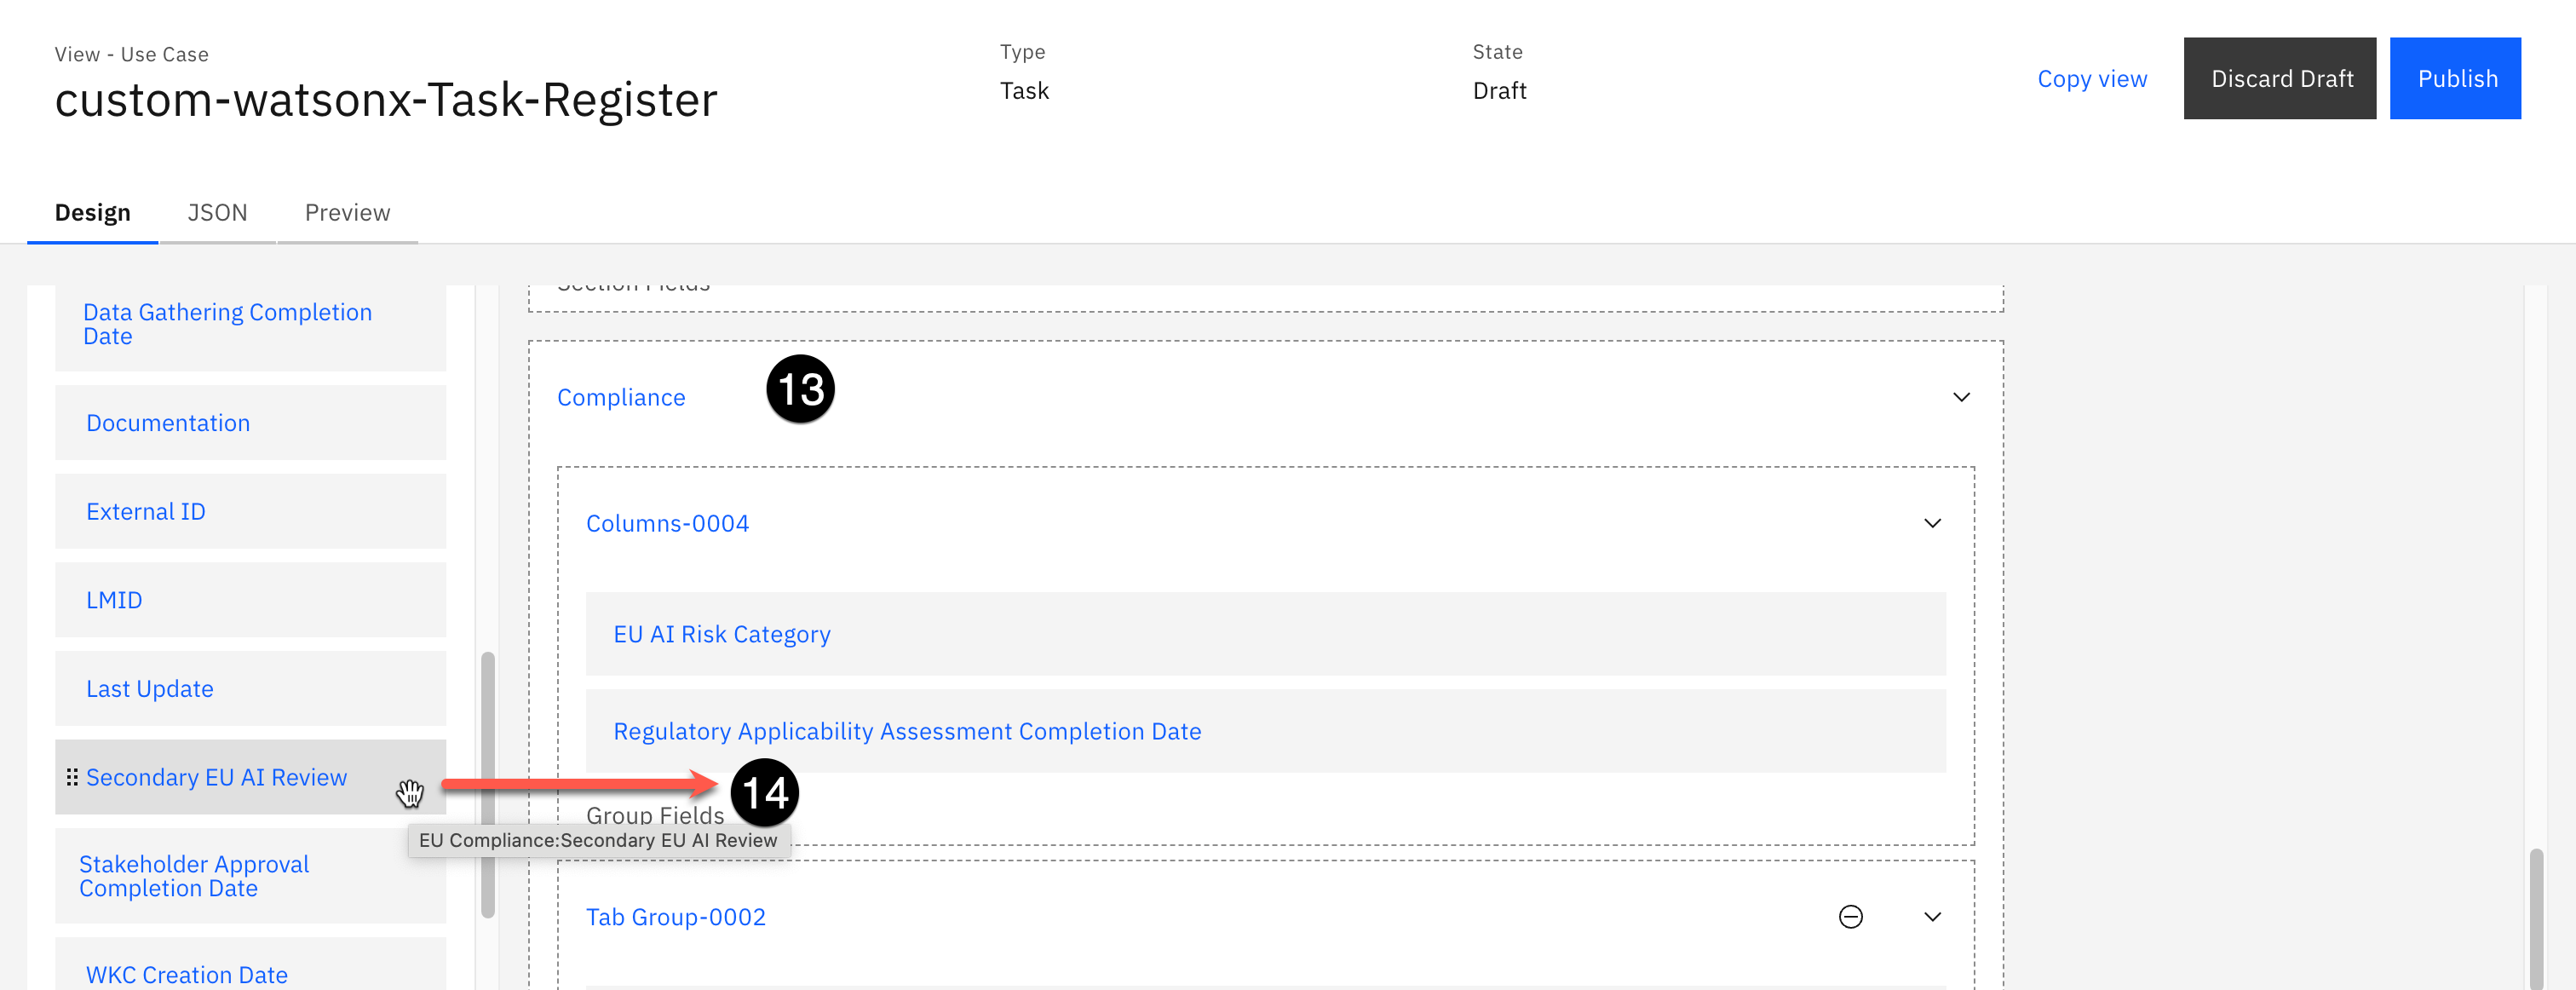 View - Use Case
custom-watsonx-Task-Register
Type
Task
State
Draft
Copy view
Discard Draft
Publish
Design
JSON
Preview
Data Gathering Completion
Date
Documentation
External ID
LMID
Last Update
Secondary EU AI Review
EU Compliance:Secondary EU AI Review
Stakeholder Approval
Completion Date
WKC Creation Date
Section Fields
Compliance
13
Columns-0004
EU AI Risk Category
Regulatory Applicability Assessment Completion Date
14
Group Fields
Tab Group-0002